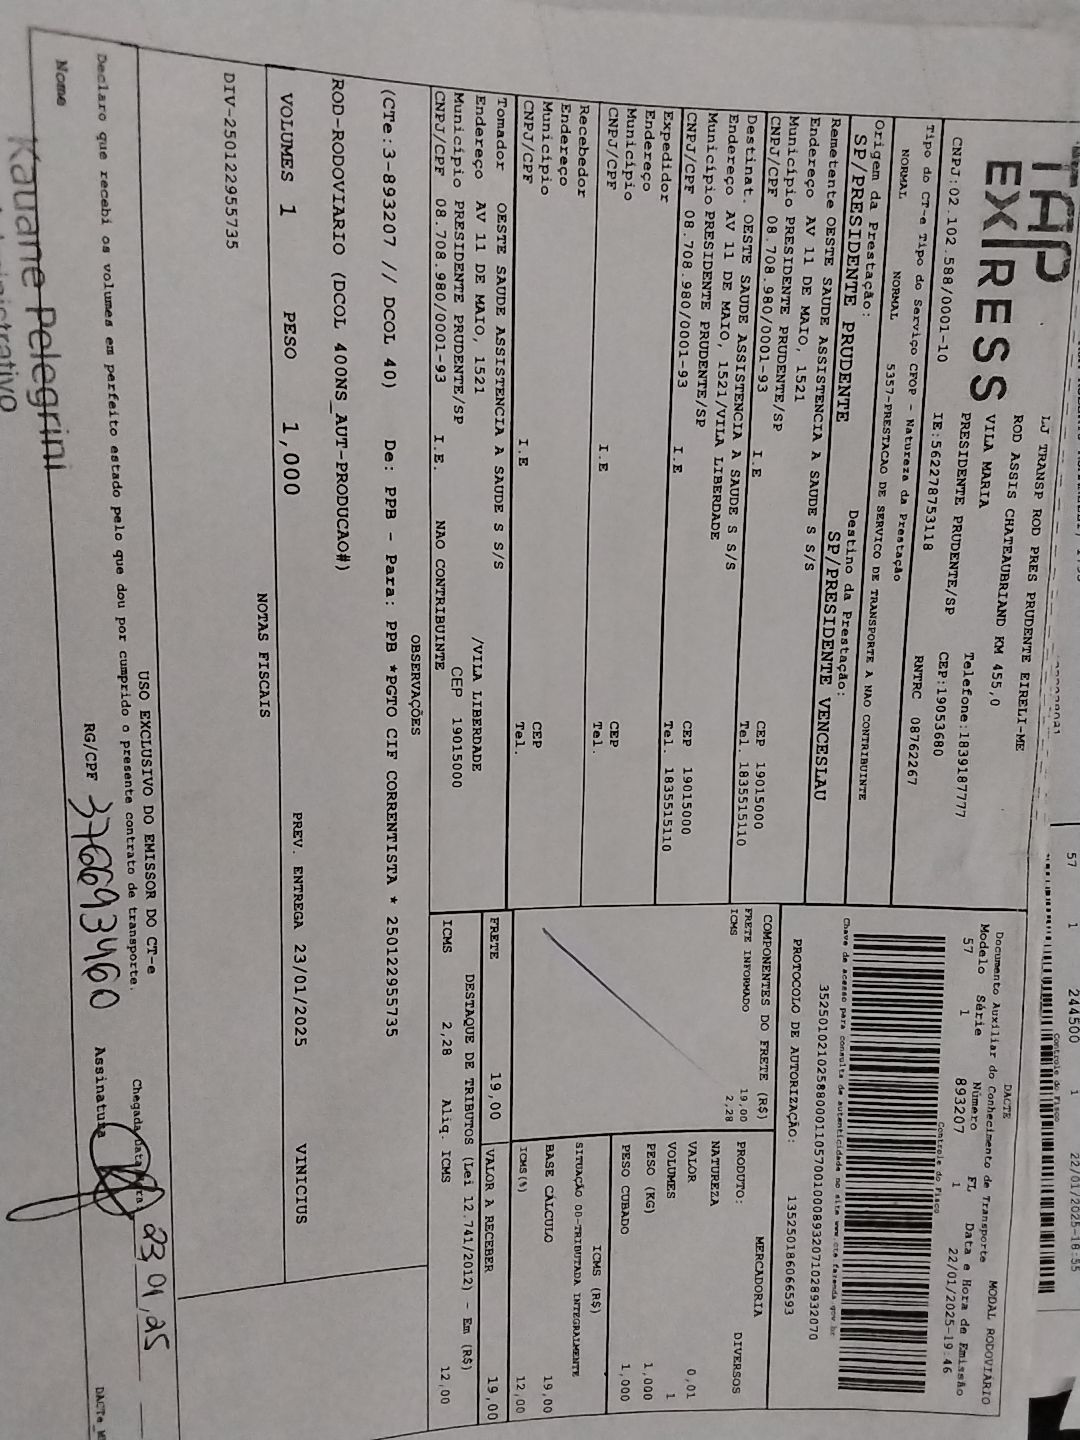 57 1 244500 1 22/01/2025-18:55
Controle do Fisco
TAP
EXPRESS
LJ TRANSP ROD PRES PRUDENTE EIRELI-ME
ROD ASSIS CHATEAUBRIAND KM 455,0
VILA MARIA
PRESIDENTE PRUDENTE/SP
Telefone:1839187777
CNPJ:02.102.588/0001-10 IE:562278753118 CEP:19053680
Tipo do CT-e Tipo do Serviço CFOP - Natureza da Prestação RNTRC 08762267
NORMAL NORMAL 5357-PRESTACAO DE SERVICO DE TRANSPORTE A NAO CONTRIBUINTE
Origem da Prestação: Destino da Prestação:
SP/PRESIDENTE PRUDENTE SP/PRESIDENTE VENCESLAU
Remetente OESTE SAUDE ASSISTENCIA A SAUDE S S/S
Endereço AV 11 DE MAIO, 1521
Município PRESIDENTE PRUDENTE/SP CEP 19015000
CNPJ/CPF 08.708.980/0001-93 I.E Tel. 1835515110
Destinat. OESTE SAUDE ASSISTENCIA A SAUDE S S/S
Endereço AV 11 DE MAIO, 1521/VILA LIBERDADE
Município PRESIDENTE PRUDENTE/SP CEP 19015000
CNPJ/CPF 08.708.980/0001-93 I.E Tel. 1835515110
Expedidor
Endereço
Município CEP
CNPJ/CPF I.E Tel.
Recebedor
Endereço
Município CEP
CNPJ/CPF I.E Tel.
Tomador OESTE SAUDE ASSISTENCIA A SAUDE S S/S
Endereço AV 11 DE MAIO, 1521 /VILA LIBERDADE
Município PRESIDENTE PRUDENTE/SP CEP 19015000
CNPJ/CPF 08.708.980/0001-93 I.E. NAO CONTRIBUINTE
DACTE MODAL RODOVIÁRIO
Documento Auxiliar do Conhecimento de Transporte
Modelo Série Número FL Data e Hora de Emissão
57 1 893207 1 22/01/2025-19:46
Controle do Fisco
Chave de acesso para consulta de autenticidade no site www.cte.fazenda.gov.br
35250102102588000110570010008932071028932070
PROTOCOLO DE AUTORIZAÇÃO: 135250186066593
COMPONENTES DO FRETE (R$)
FRETE INFORMADO 19,00
ICMS 2,28
MERCADORIA
PRODUTO: DIVERSOS
NATUREZA
VALOR 0,01
VOLUMES 1
PESO (KG) 1,000
PESO CUBADO 1,000
ICMS (R$)
SITUAÇÃO 00-TRIBUTADA INTEGRALMENTE
BASE CÁLCULO 19,00
ICMS (%) 12,00
FRETE 19,00 VALOR A RECEBER 19,00
DESTAQUE DE TRIBUTOS (Lei 12.741/2012) - Em (R$)
ICMS 2,28 Aliq. ICMS 12,00
OBSERVAÇÕES
(CTe:3-893207 // DCOL 40) De: PPB - Para: PPB *PGTO CIF CORRENTISTA * 25012295​5735
ROD-RODOVIARIO (DCOL 400NS_AUT-PRODUCAO#)
VOLUMES 1 PESO 1,000 PREV. ENTREGA 23/01/2025 VINICIUS
NOTAS FISCAIS
DIV-250122955735
USO EXCLUSIVO DO EMISSOR DO CT-e
Declaro que recebi os volumes em perfeito estado pelo que dou por cumprido o presente contrato de transporte.
Chegada Data 23 01 25
Nome RG/CPF 376693460 Assinatura
Kauane Pelegrini